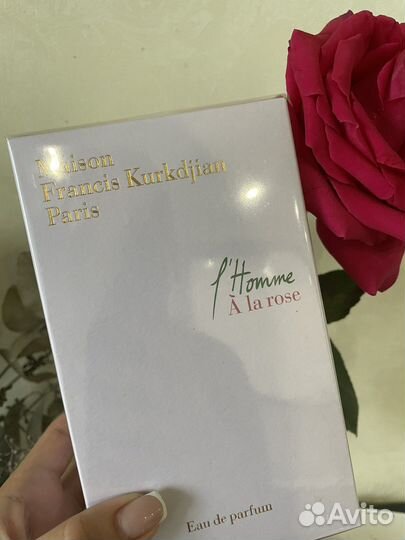 Maison
Francis Kurkdjian
Paris
l'Homme
À la rose
Eau de parfum
Avito